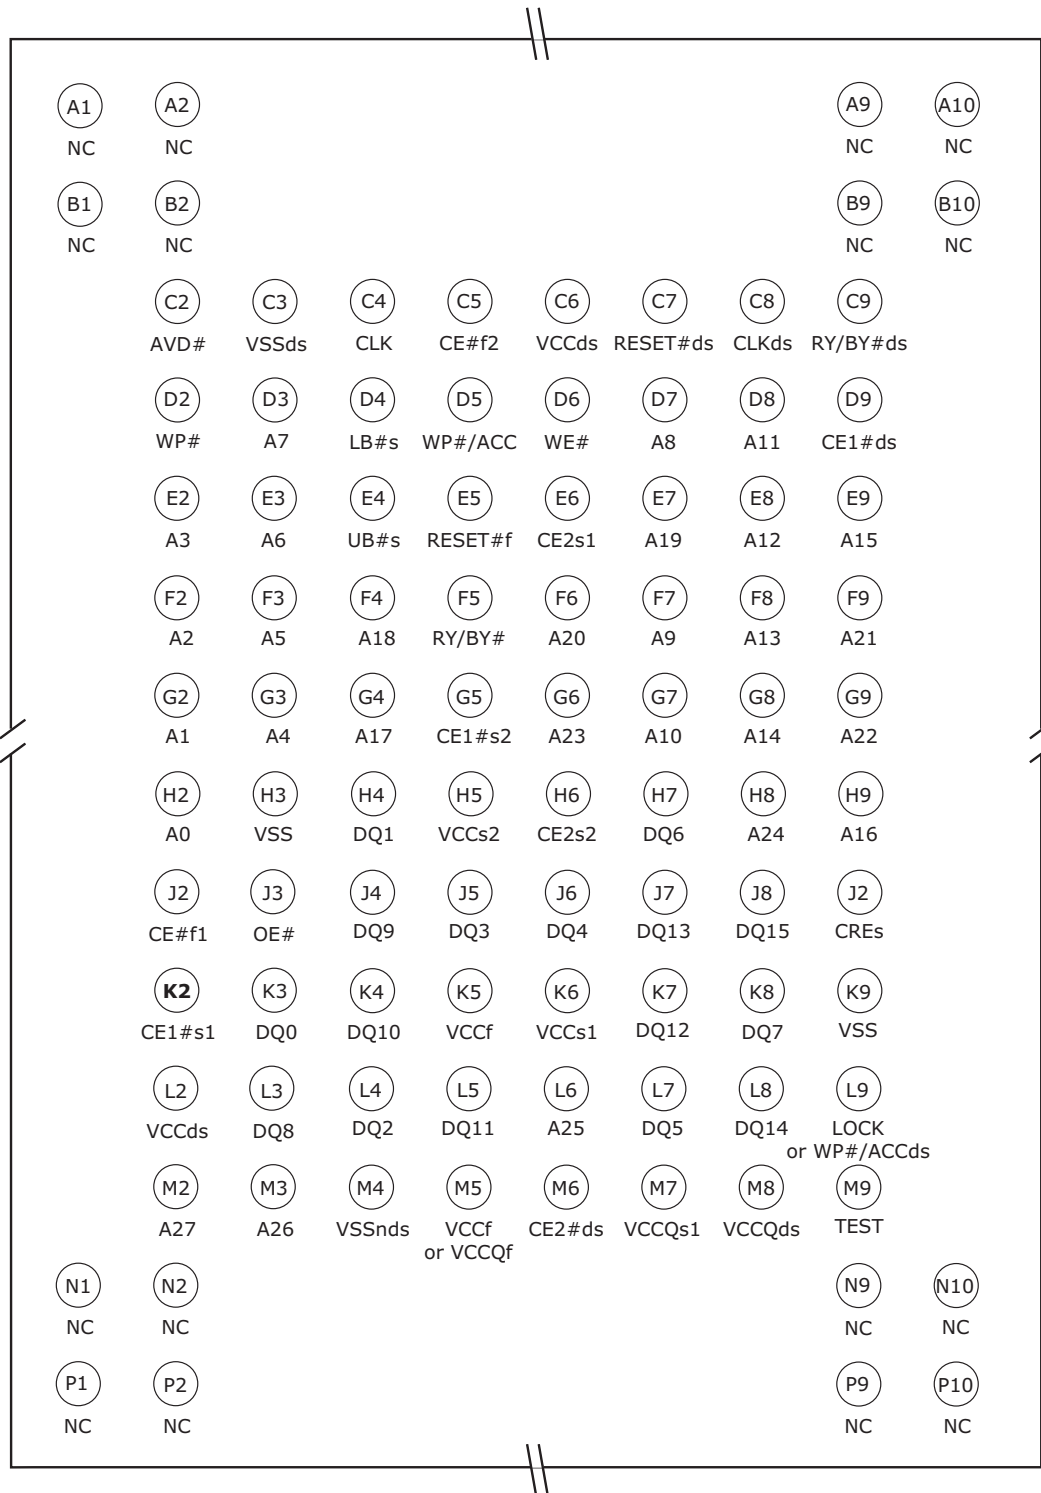 A1 A2 A9 A10
NC NC NC NC
B1 B2 B9 B10
NC NC NC NC
C2 C3 C4 C5 C6 C7 C8 C9
AVD# VSSds CLK CE#f2 VCCds RESET#ds CLKds RY/BY#ds
D2 D3 D4 D5 D6 D7 D8 D9
WP# A7 LB#s WP#/ACC WE# A8 A11 CE1#ds
E2 E3 E4 E5 E6 E7 E8 E9
A3 A6 UB#s RESET#f CE2s1 A19 A12 A15
F2 F3 F4 F5 F6 F7 F8 F9
A2 A5 A18 RY/BY# A20 A9 A13 A21
G2 G3 G4 G5 G6 G7 G8 G9
A1 A4 A17 CE1#s2 A23 A10 A14 A22
H2 H3 H4 H5 H6 H7 H8 H9
A0 VSS DQ1 VCCs2 CE2s2 DQ6 A24 A16
J2 J3 J4 J5 J6 J7 J8 J2
CE#f1 OE# DQ9 DQ3 DQ4 DQ13 DQ15 CREs
K2 K3 K4 K5 K6 K7 K8 K9
CE1#s1 DQ0 DQ10 VCCf VCCs1 DQ12 DQ7 VSS
L2 L3 L4 L5 L6 L7 L8 L9
VCCds DQ8 DQ2 DQ11 A25 DQ5 DQ14 LOCK
or WP#/ACCds
M2 M3 M4 M5 M6 M7 M8 M9
A27 A26 VSSnds VCCf CE2#ds VCCQs1 VCCQds TEST
or VCCQf
N1 N2 N9 N10
NC NC NC NC
P1 P2 P9 P10
NC NC NC NC